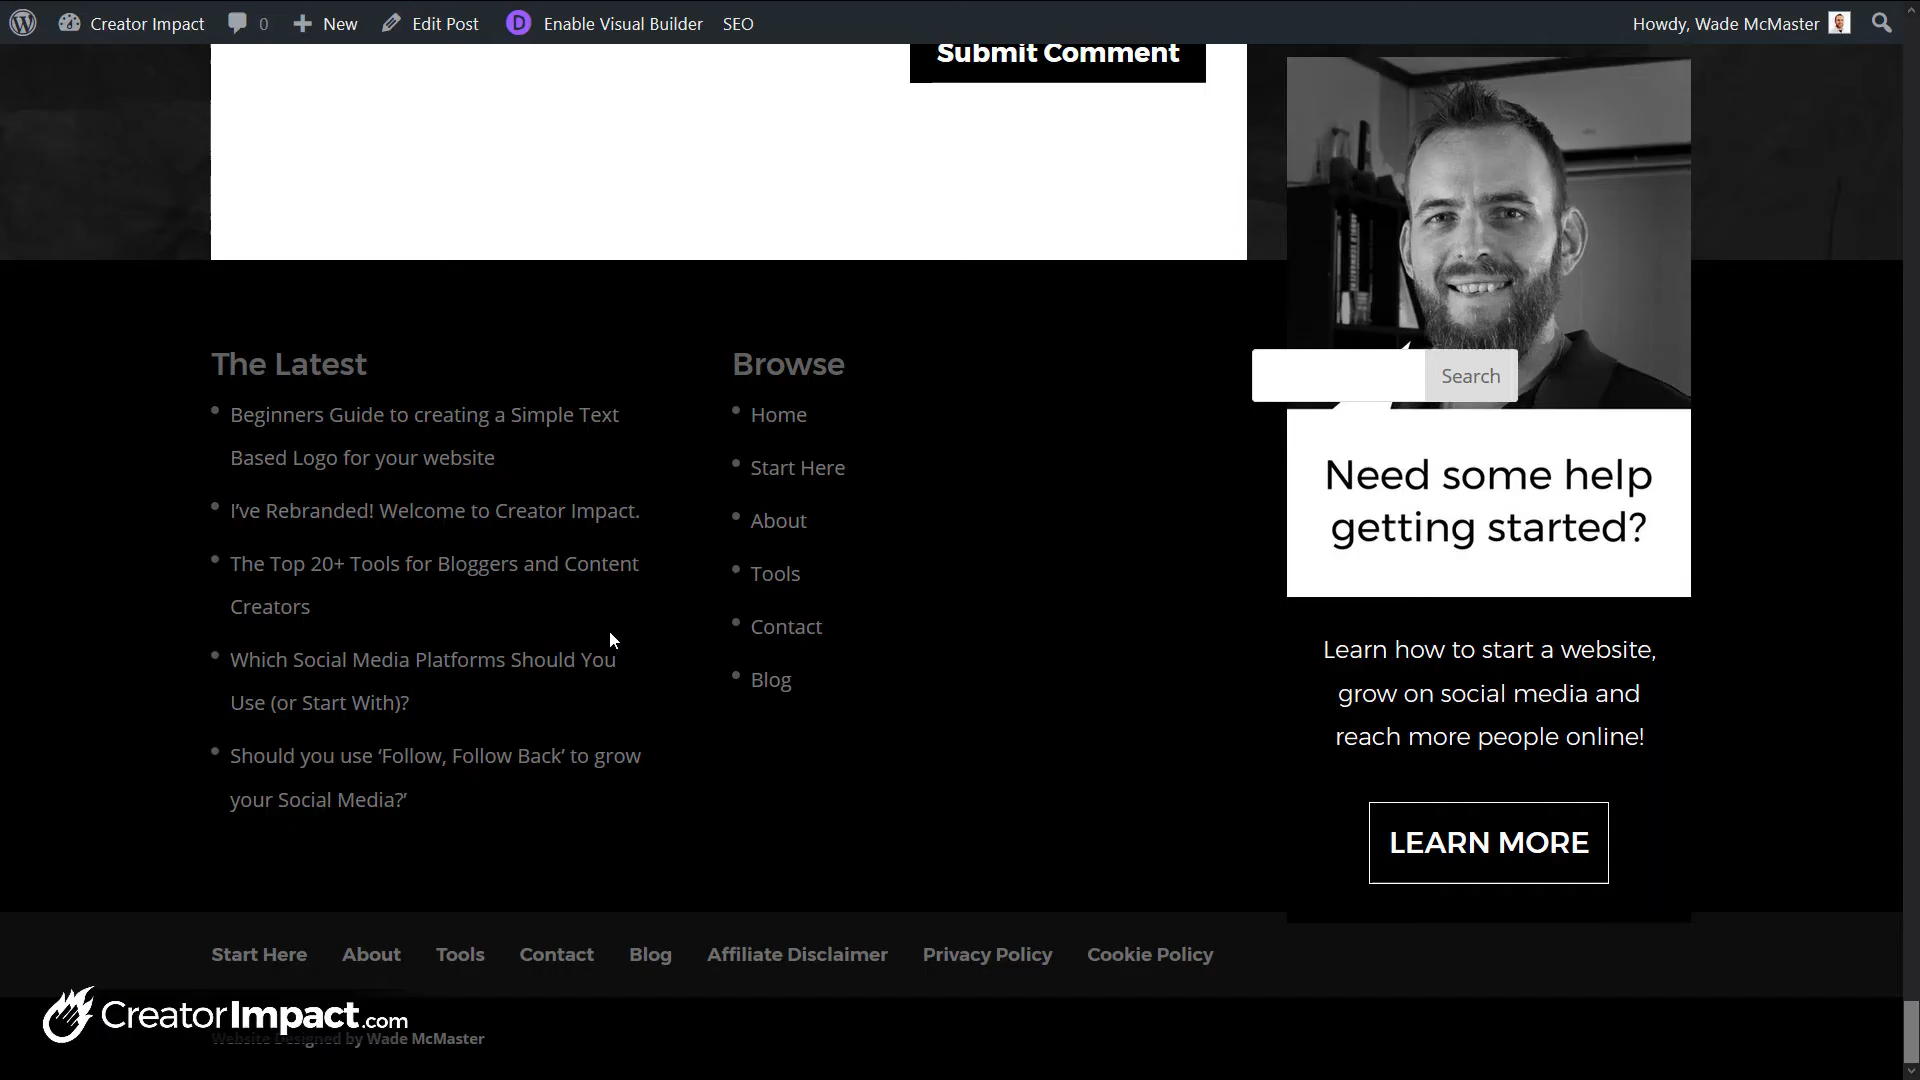 Creator Impact 0 New Edit Post D Enable Visual Builder SEO Howdy, Wade McMaster
Submit Comment
The Latest
Beginners Guide to creating a Simple Text
Based Logo for your website
I've Rebranded! Welcome to Creator Impact.
The Top 20+ Tools for Bloggers and Content
Creators
Which Social Media Platforms Should You
Use (or Start With)?
Should you use ‘Follow, Follow Back’ to grow
your Social Media?’
Browse
Home
Start Here
About
Tools
Contact
Blog
Search
Need some help
getting started?
Learn how to start a website,
grow on social media and
reach more people online!
LEARN MORE
Start Here About Tools Contact Blog Affiliate Disclaimer Privacy Policy Cookie Policy
CreatorImpact.com
Website Designed by Wade McMaster